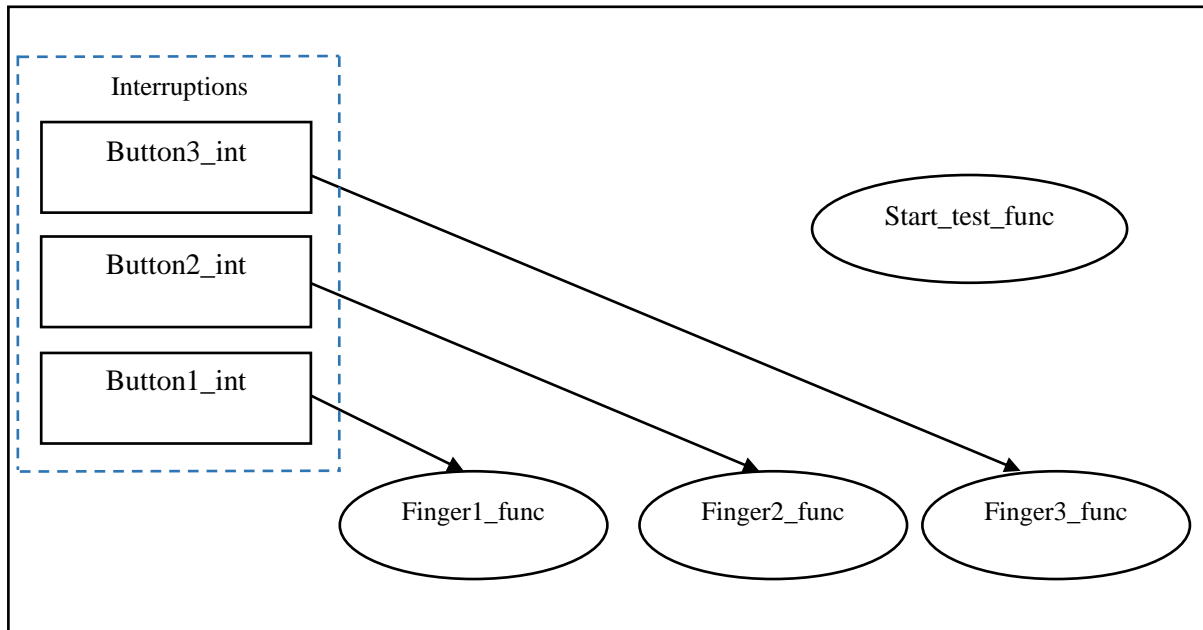 Interruptions
Button3_int
Start_test_func
Button2_int
Button1_int
Finger1_func
Finger2_func
Finger3_func